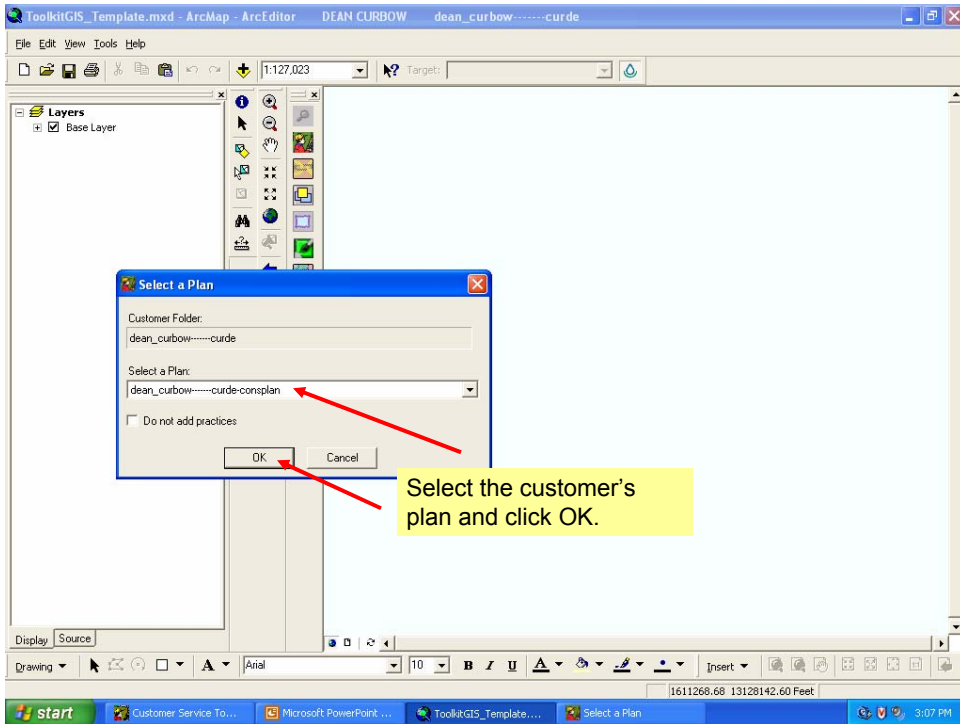 ToolkitGIS_Template.mxd - ArcMap - ArcEditor DEAN CURBOW dean_curbow-------curde
File Edit View Tools Help
1:127,023 Target:
Layers
Base Layer
Select a Plan
Customer Folder:
dean_curbow-------curde
Select a Plan:
dean_curbow-------curde-consplan
Do not add practices
OK Cancel
Select the customer’s
plan and click OK.
Display Source
Drawing A Arial 10 B I U A Insert
1611268.68 13128142.60 Feet
start Customer Service To... Microsoft PowerPoint ... ToolkitGIS_Template.... Select a Plan 3:07 PM